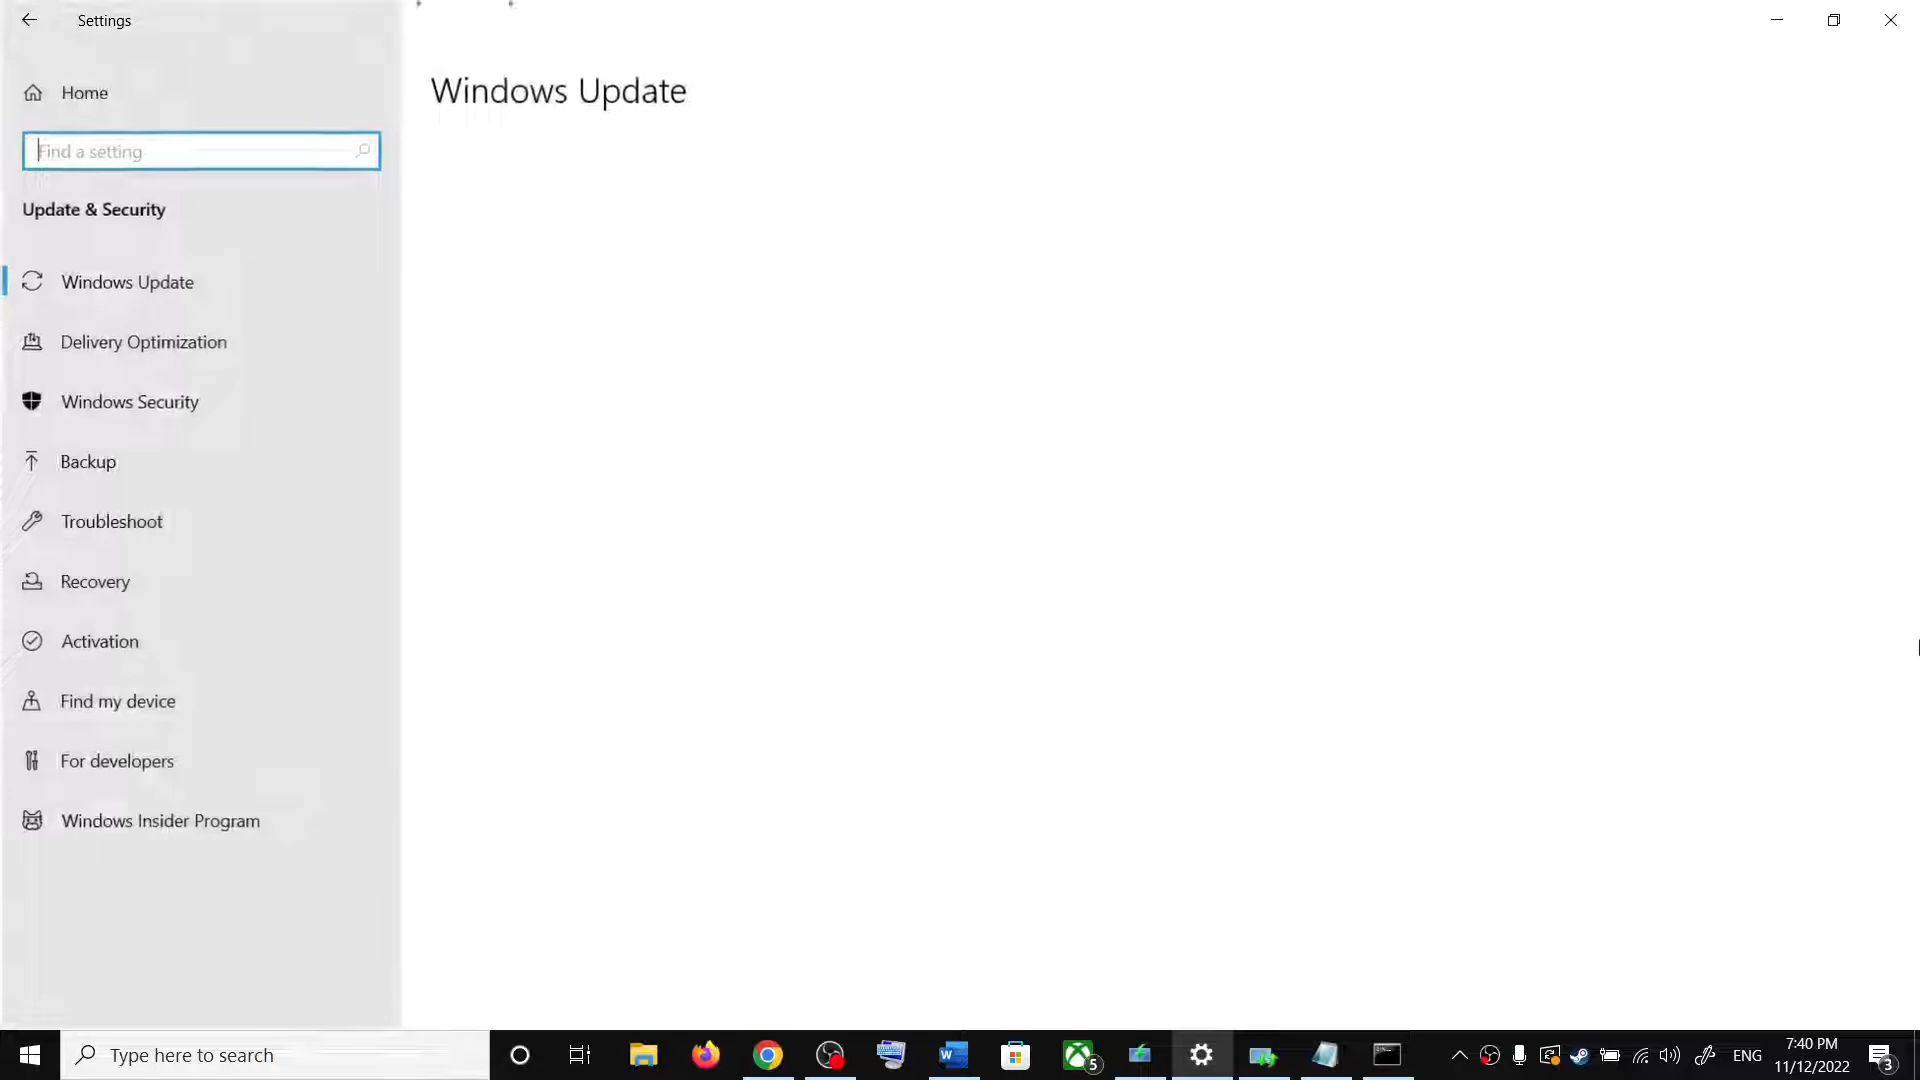 Settings
Home
Find a setting
Update & Security
Windows Update
Delivery Optimization
Windows Security
Backup
Troubleshoot
Recovery
Activation
Find my device
For developers
Windows Insider Program
Windows Update
Type here to search
W
5
ENG
7:40 PM
11/12/2022
3